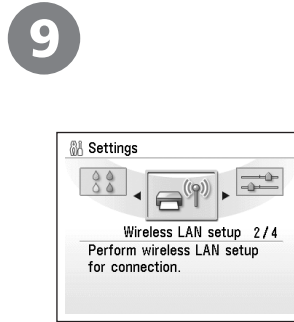 9
Settings
Wireless LAN setup 2/4
Perform wireless LAN setup
for connection.